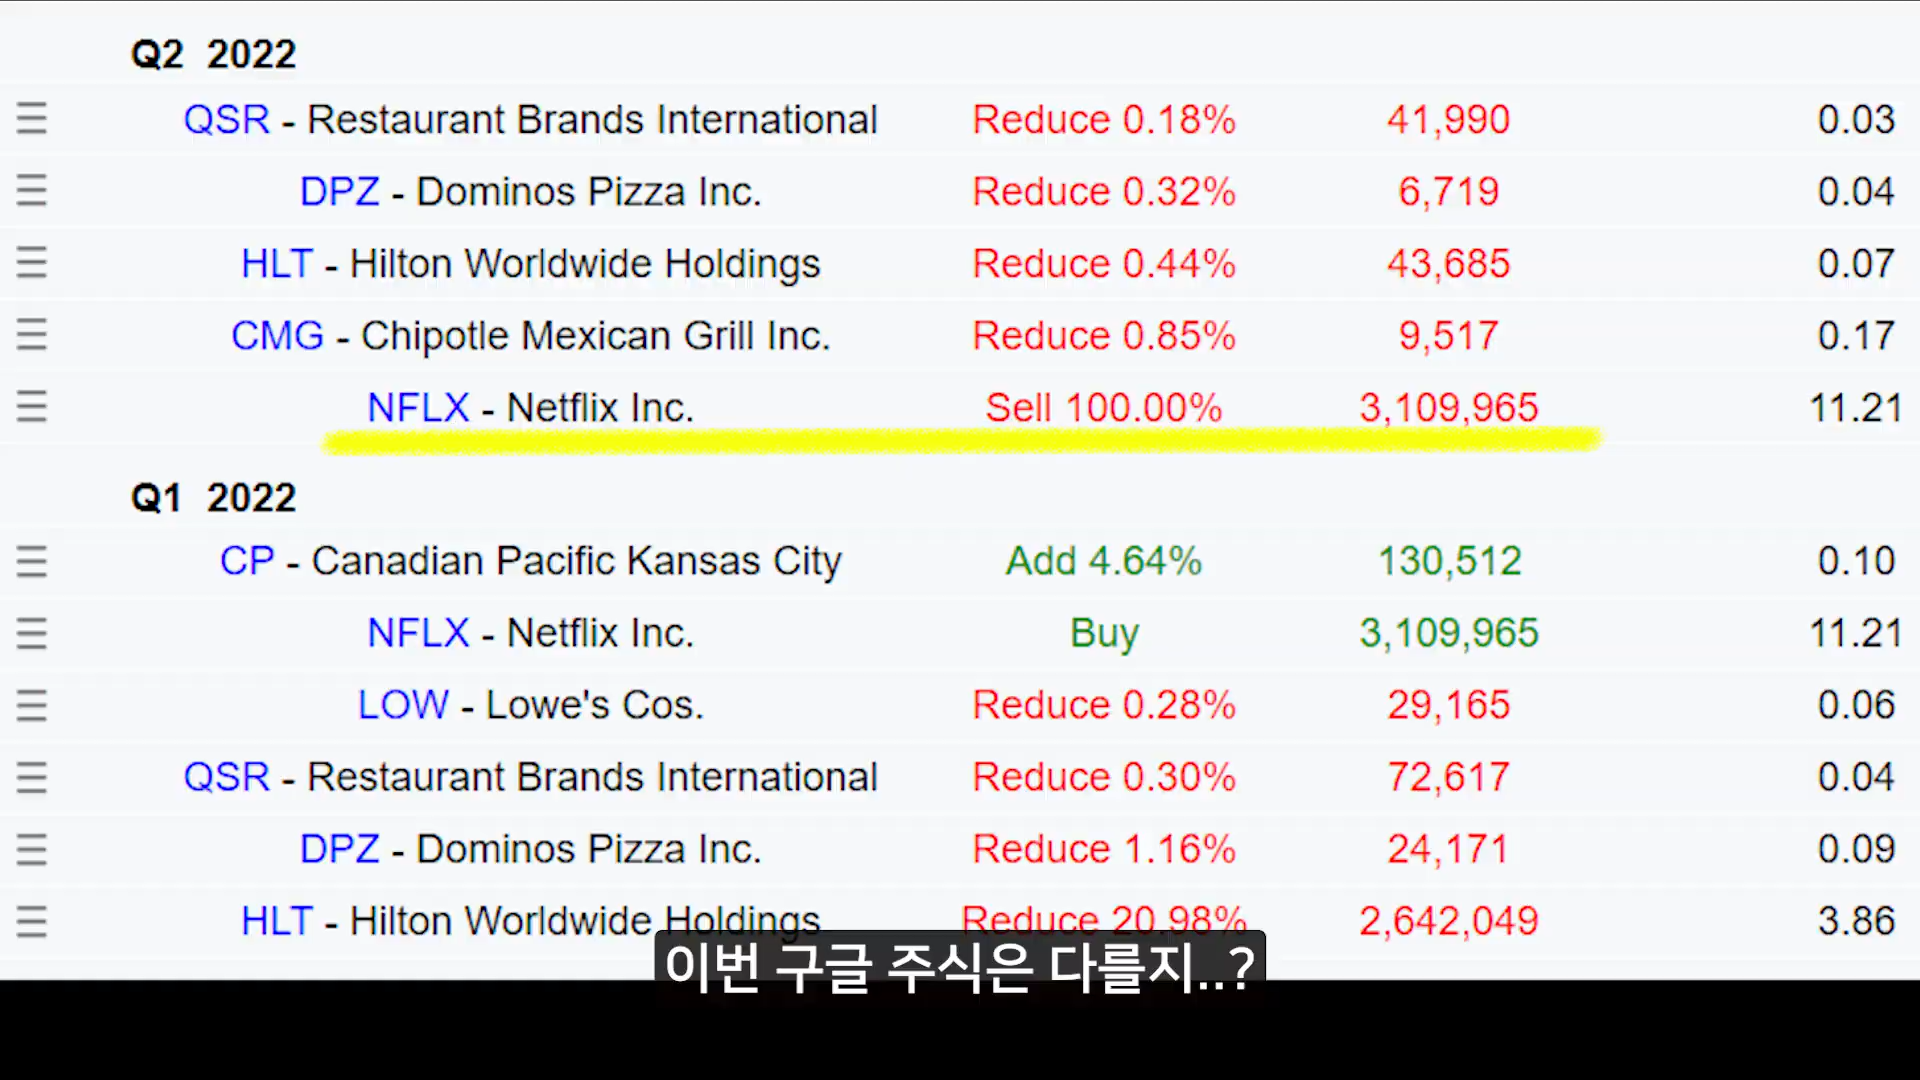 Q2 2022
QSR - Restaurant Brands International Reduce 0.18% 41,990 0.03
DPZ - Dominos Pizza Inc. Reduce 0.32% 6,719 0.04
HLT - Hilton Worldwide Holdings Reduce 0.44% 43,685 0.07
CMG - Chipotle Mexican Grill Inc. Reduce 0.85% 9,517 0.17
NFLX - Netflix Inc. Sell 100.00% 3,109,965 11.21
Q1 2022
CP - Canadian Pacific Kansas City Add 4.64% 130,512 0.10
NFLX - Netflix Inc. Buy 3,109,965 11.21
LOW - Lowe's Cos. Reduce 0.28% 29,165 0.06
QSR - Restaurant Brands International Reduce 0.30% 72,617 0.04
DPZ - Dominos Pizza Inc. Reduce 1.16% 24,171 0.09
HLT - Hilton Worldwide Holdings Reduce 20.98% 2,642,049 3.86
이번 구글 주식은 다를지..?